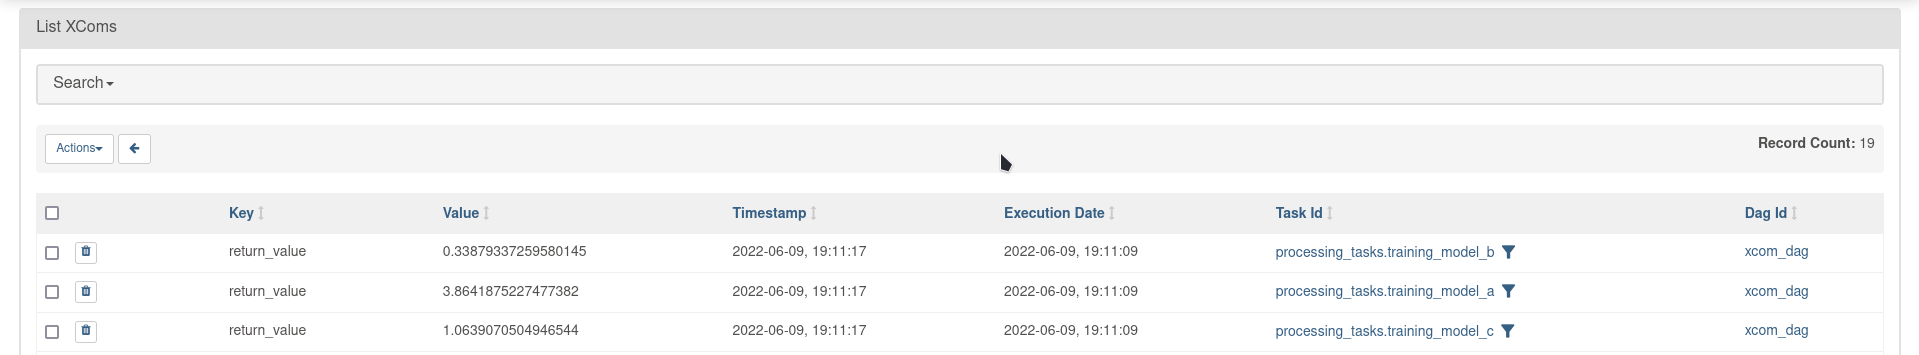 List XComs
Search
Actions
Record Count: 19
Key Value Timestamp Execution Date Task Id Dag Id
return_value 0.33879337259580145 2022-06-09, 19:11:17 2022-06-09, 19:11:09 processing_tasks.training_model_b xcom_dag
return_value 3.8641875227477382 2022-06-09, 19:11:17 2022-06-09, 19:11:09 processing_tasks.training_model_a xcom_dag
return_value 1.0639070504946544 2022-06-09, 19:11:17 2022-06-09, 19:11:09 processing_tasks.training_model_c xcom_dag